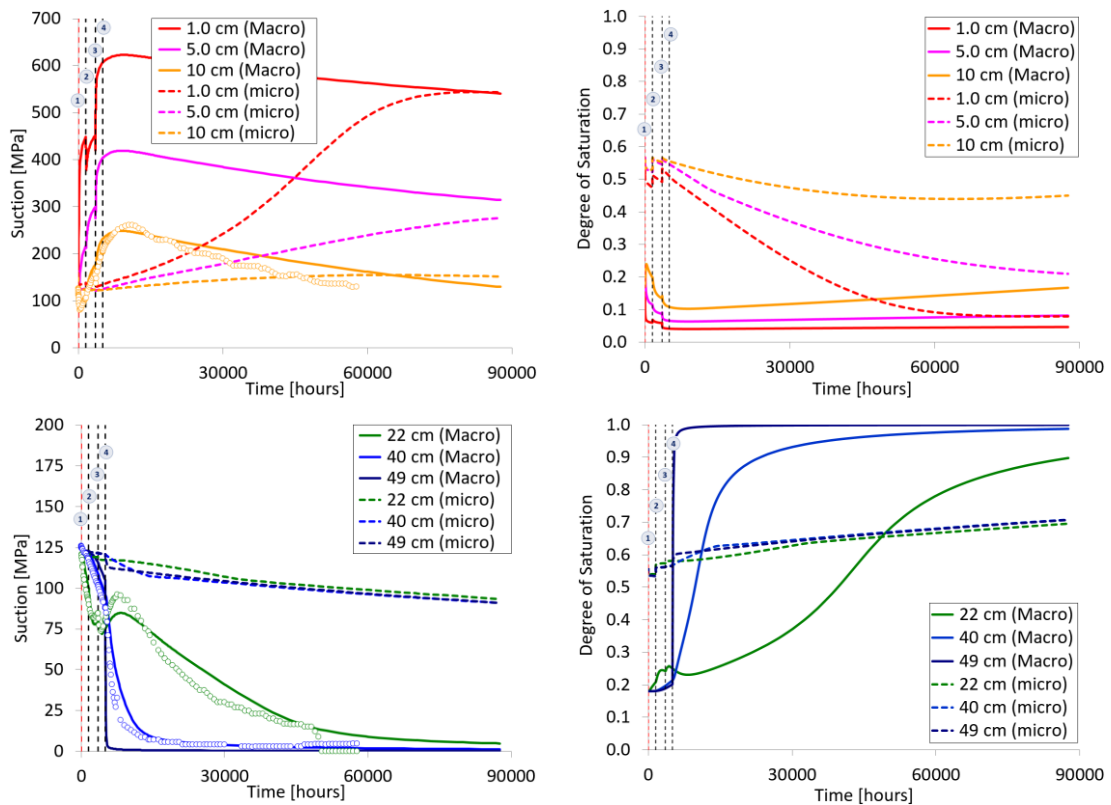 700
600
500
400
300
200
100
0
Suction [MPa]
1
2
3
4
1.0 cm (Macro)
5.0 cm (Macro)
10 cm (Macro)
1.0 cm (micro)
5.0 cm (micro)
10 cm (micro)
0
30000
60000
90000
Time [hours]
1.0
0.9
0.8
0.7
0.6
0.5
0.4
0.3
0.2
0.1
0.0
Degree of Saturation
1
2
3
4
1.0 cm (Macro)
5.0 cm (Macro)
10 cm (Macro)
1.0 cm (micro)
5.0 cm (micro)
10 cm (micro)
0
30000
60000
90000
Time [hours]
200
175
150
125
100
75
50
25
0
Suction [MPa]
1
2
3
4
22 cm (Macro)
40 cm (Macro)
49 cm (Macro)
22 cm (micro)
40 cm (micro)
49 cm (micro)
0
30000
60000
90000
Time [hours]
1.0
0.9
0.8
0.7
0.6
0.5
0.4
0.3
0.2
0.1
0.0
Degree of Saturation
1
2
3
4
22 cm (Macro)
40 cm (Macro)
49 cm (Macro)
22 cm (micro)
40 cm (micro)
49 cm (micro)
0
30000
60000
90000
Time [hours]